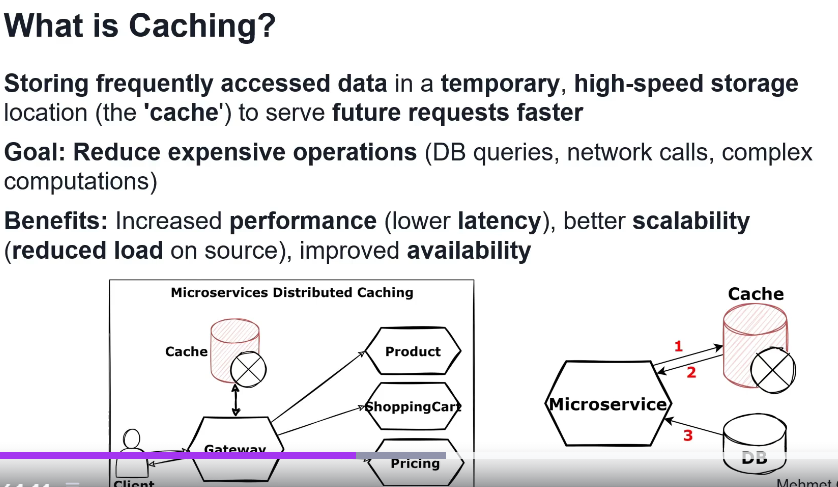 What is Caching?
Storing frequently accessed data in a temporary, high-speed storage
location (the 'cache') to serve future requests faster
Goal: Reduce expensive operations (DB queries, network calls, complex
computations)
Benefits: Increased performance (lower latency), better scalability
(reduced load on source), improved availability
Microservices Distributed Caching
Cache
Product
ShoppingCart
Gateway
Pricing
Client
Cache
1
2
Microservice
3
DB
Mehmet